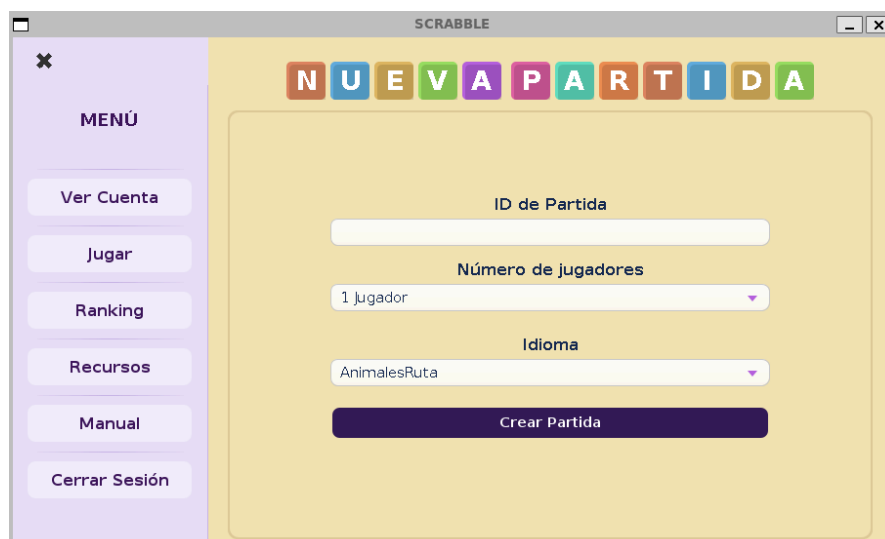 SCRABBLE
✖
MENÚ
Ver Cuenta
Jugar
Ranking
Recursos
Manual
Cerrar Sesión
NUEVA PARTIDA
ID de Partida
Número de jugadores
1 Jugador
Idioma
AnimalesRuta
Crear Partida